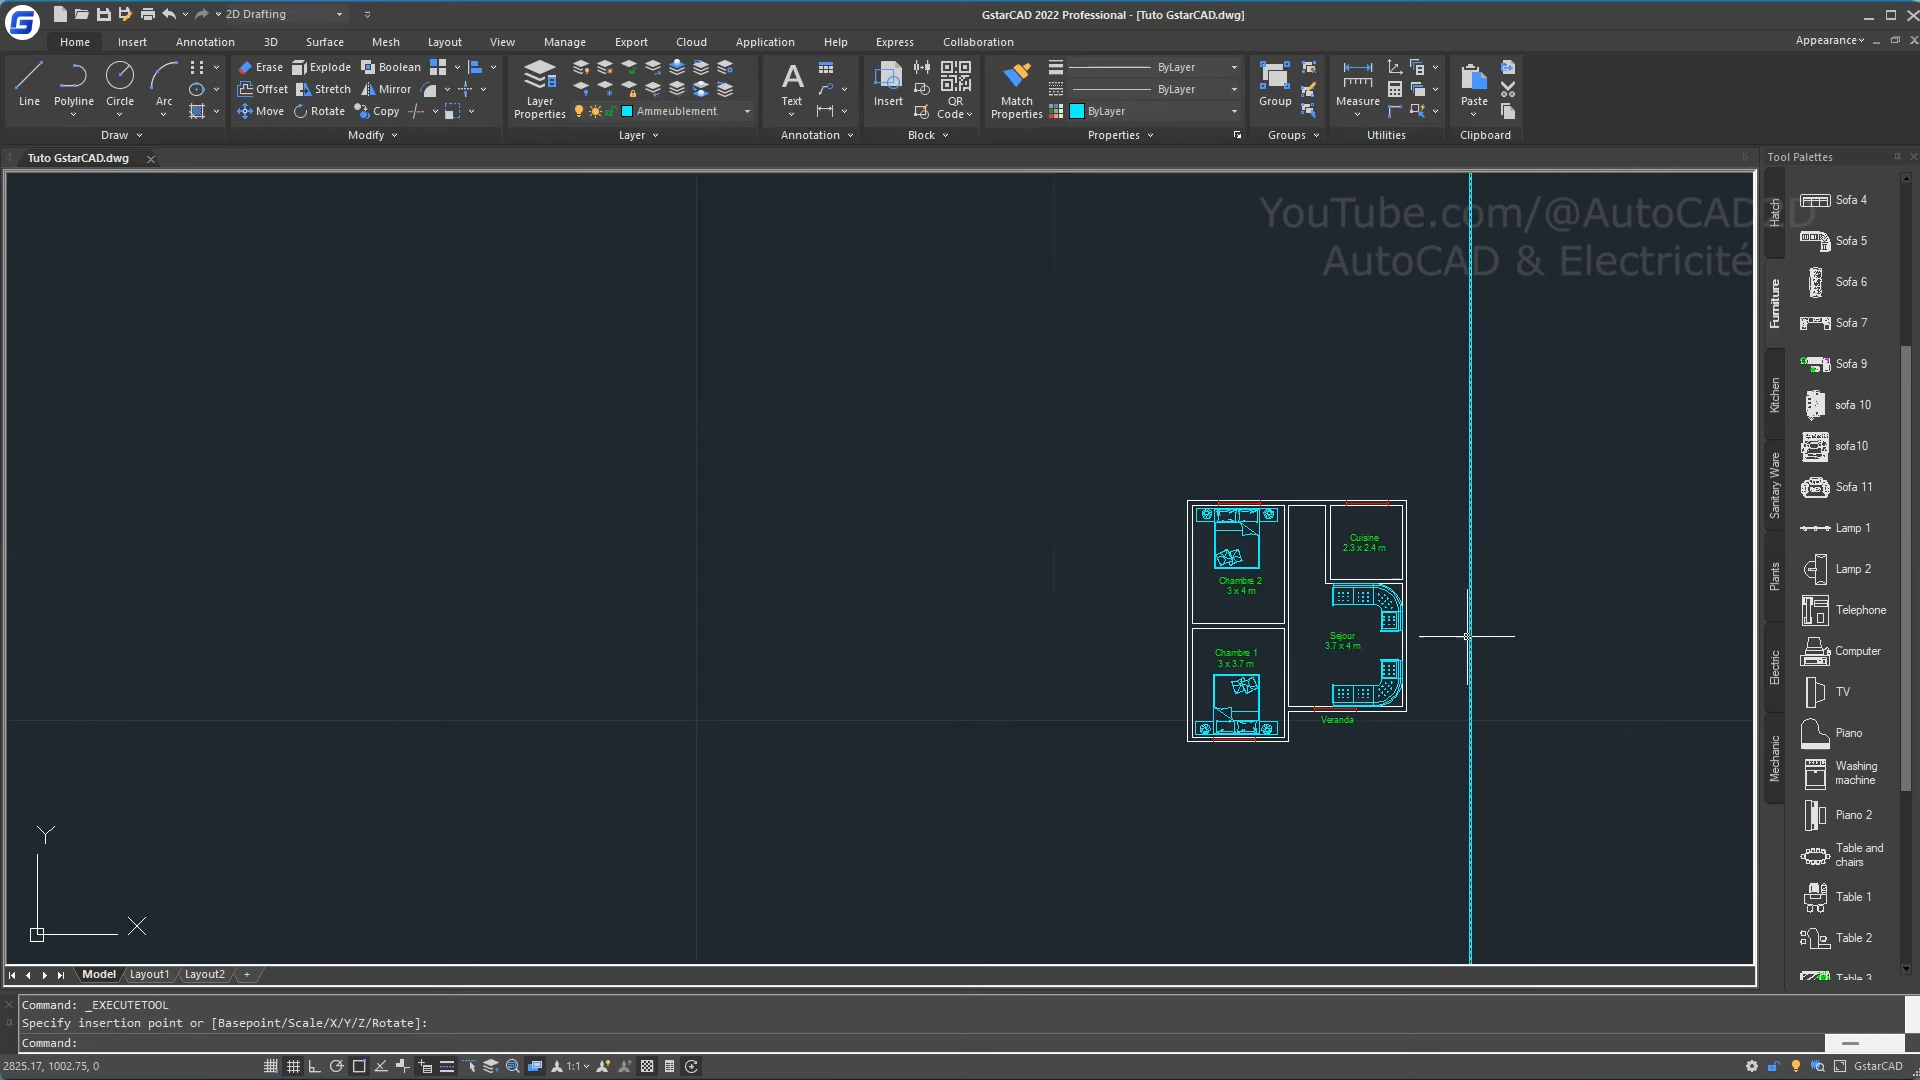 2D Drafting
GstarCAD 2022 Professional - [Tuto GstarCAD.dwg]
Home Insert Annotation 3D Surface Mesh Layout View Manage Export Cloud Application Help Express Collaboration Appearance
Line Polyline Circle Arc
Erase Explode Boolean
Offset Stretch Mirror
Move Rotate Copy
Layer Properties
Ammeublement
Text
Insert
QR Code
Match Properties
ByLayer
ByLayer
ByLayer
Group
Measure
Paste
Draw Modify Layer Annotation Block Properties Groups Utilities Clipboard
Tuto GstarCAD.dwg
Tool Palettes
YouTube.com/@AutoCAD2D
AutoCAD & Electricité
Hatch
Furniture
Kitchen
Sanitary Ware
Plants
Electric
Mechanic
Sofa 4
Sofa 5
Sofa 6
Sofa 7
Sofa 9
sofa 10
sofa10
Sofa 11
Lamp 1
Lamp 2
Telephone
Computer
TV
Piano
Washing machine
Piano 2
Table and chairs
Table 1
Table 2
Table 3
Cuisine
2.3 x 2.4 m
Chambre 2
3 x 4 m
Sejour
3.7 x 4 m
Chambre 1
3 x 3.7 m
Veranda
Y
X
Model Layout1 Layout2 +
Command: _EXECUTETOOL
Specify insertion point or [Basepoint/Scale/X/Y/Z/Rotate]:
Command:
2825.17, 1002.75, 0
1:1
GstarCAD